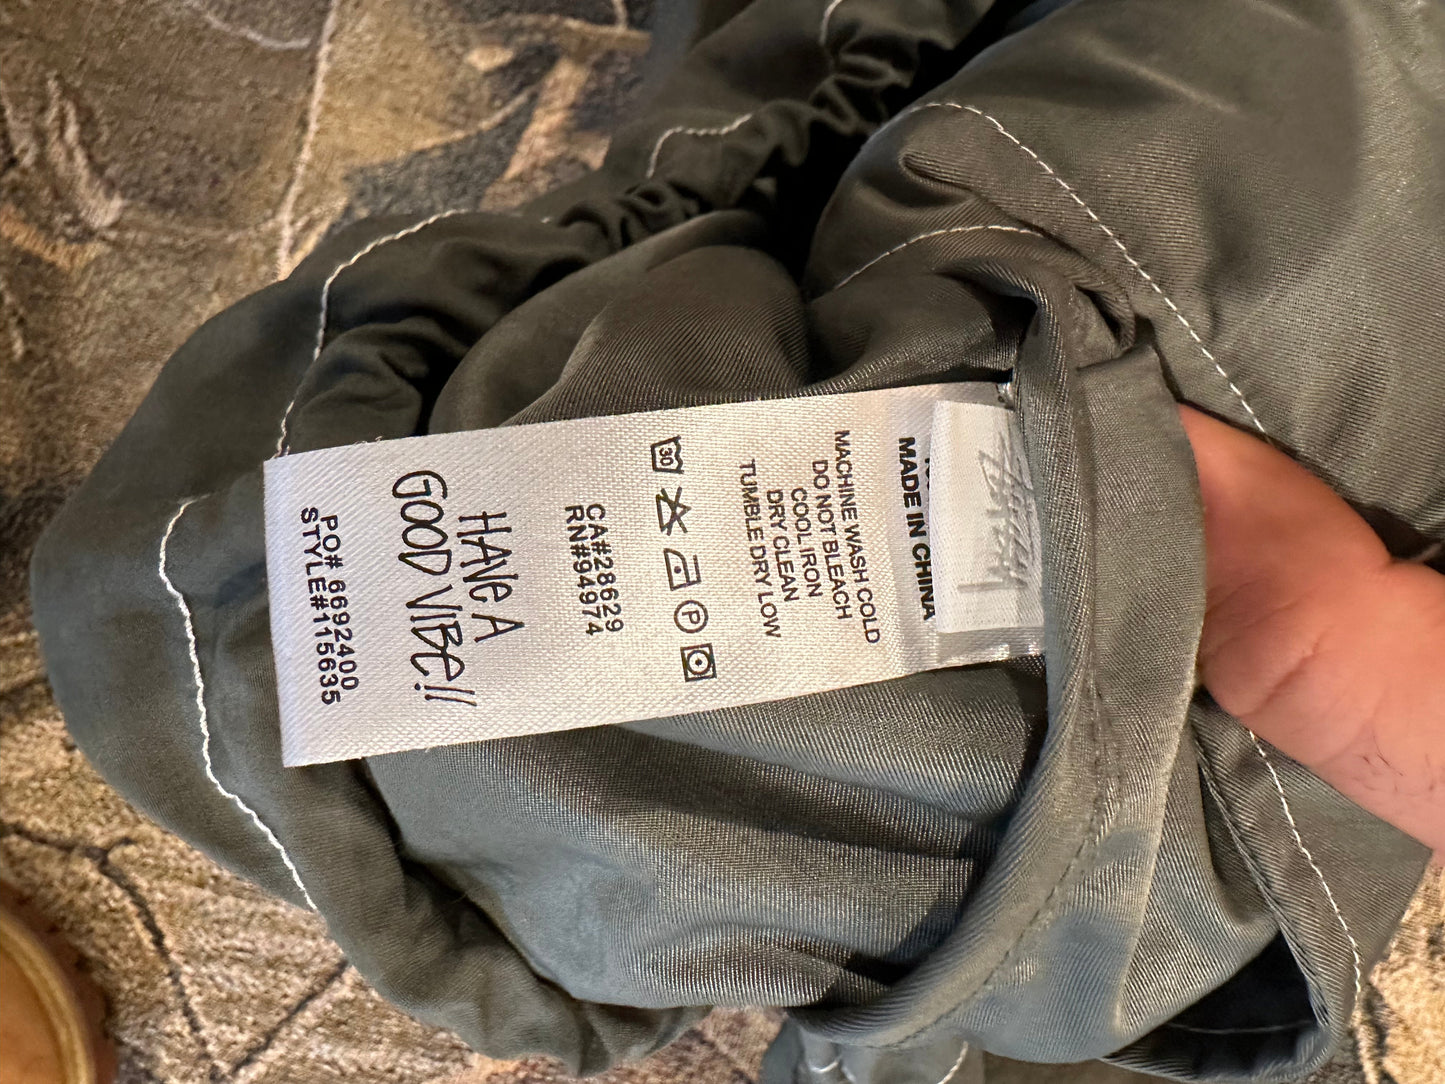 MADE IN CHINA
MACHINE WASH COLD
DO NOT BLEACH
COOL IRON
DRY CLEAN
TUMBLE DRY LOW
30
P
CA#28629
RN#94974
HAVE A
GOOD VIBE!!
PO# 6692400
STYLE#115635